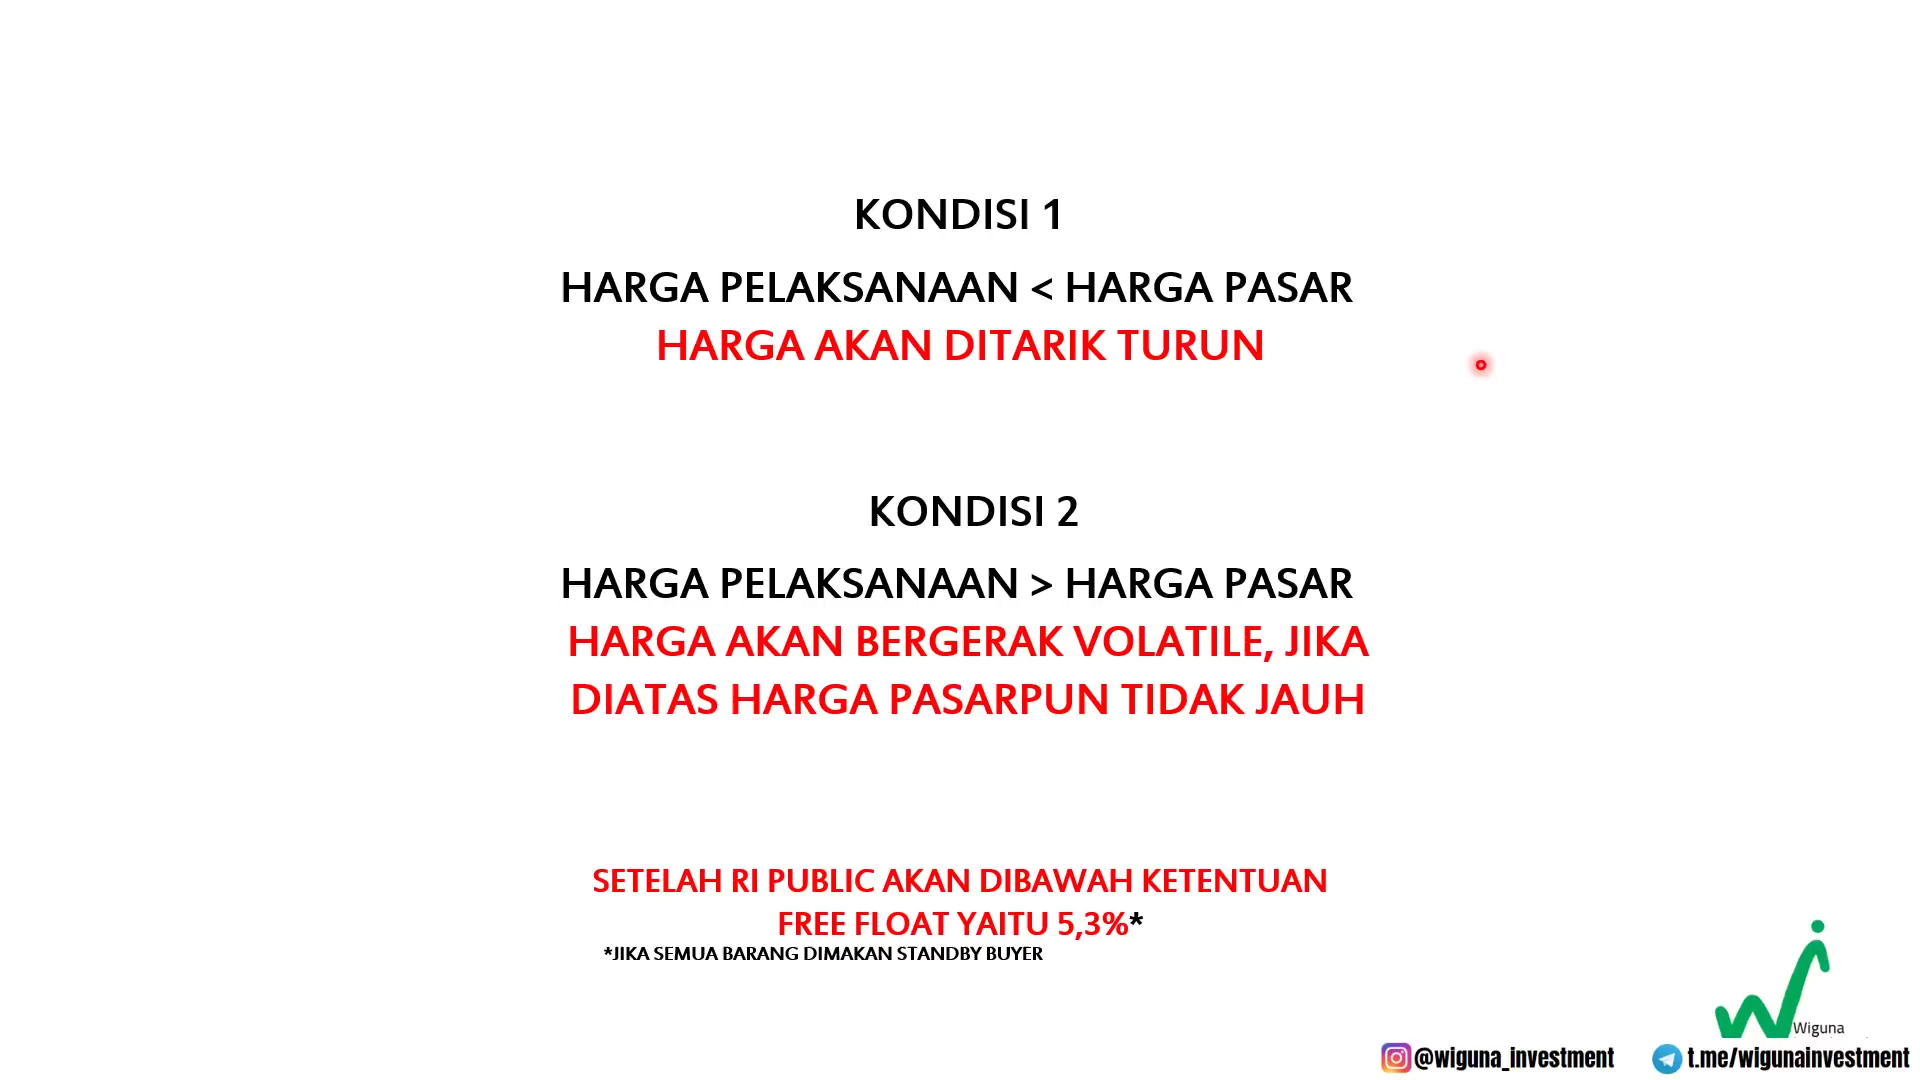 KONDISI 1
HARGA PELAKSANAAN < HARGA PASAR
HARGA AKAN DITARIK TURUN
KONDISI 2
HARGA PELAKSANAAN > HARGA PASAR
HARGA AKAN BERGERAK VOLATILE, JIKA
DIATAS HARGA PASARPUN TIDAK JAUH
SETELAH RI PUBLIC AKAN DIBAWAH KETENTUAN
FREE FLOAT YAITU 5,3%*
*JIKA SEMUA BARANG DIMAKAN STANDBY BUYER
Wiguna
@wiguna_investment
t.me/wigunainvestment